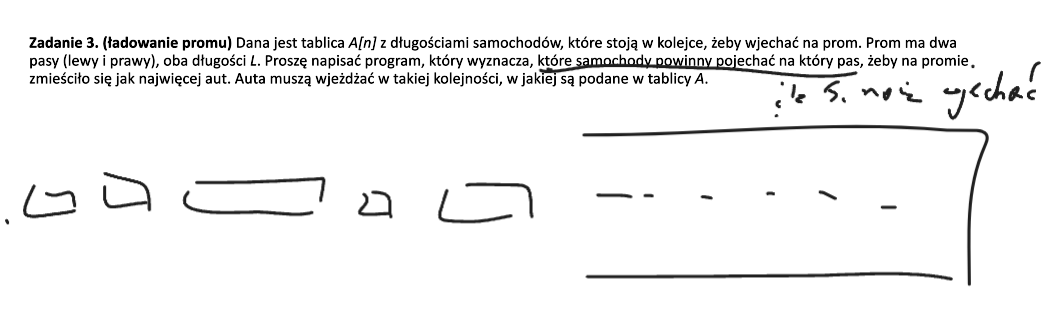 Zadanie 3. (ładowanie promu) Dana jest tablica A[n] z długościami samochodów, które stoją w kolejce, żeby wjechać na prom. Prom ma dwa
pasy (lewy i prawy), oba długości L. Proszę napisać program, który wyznacza, które samochody powinny pojechać na który pas, żeby na promie
zmieściło się jak najwięcej aut. Auta muszą wjeżdżać w takiej kolejności, w jakiej są podane w tablicy A.
ile s. może wjechać